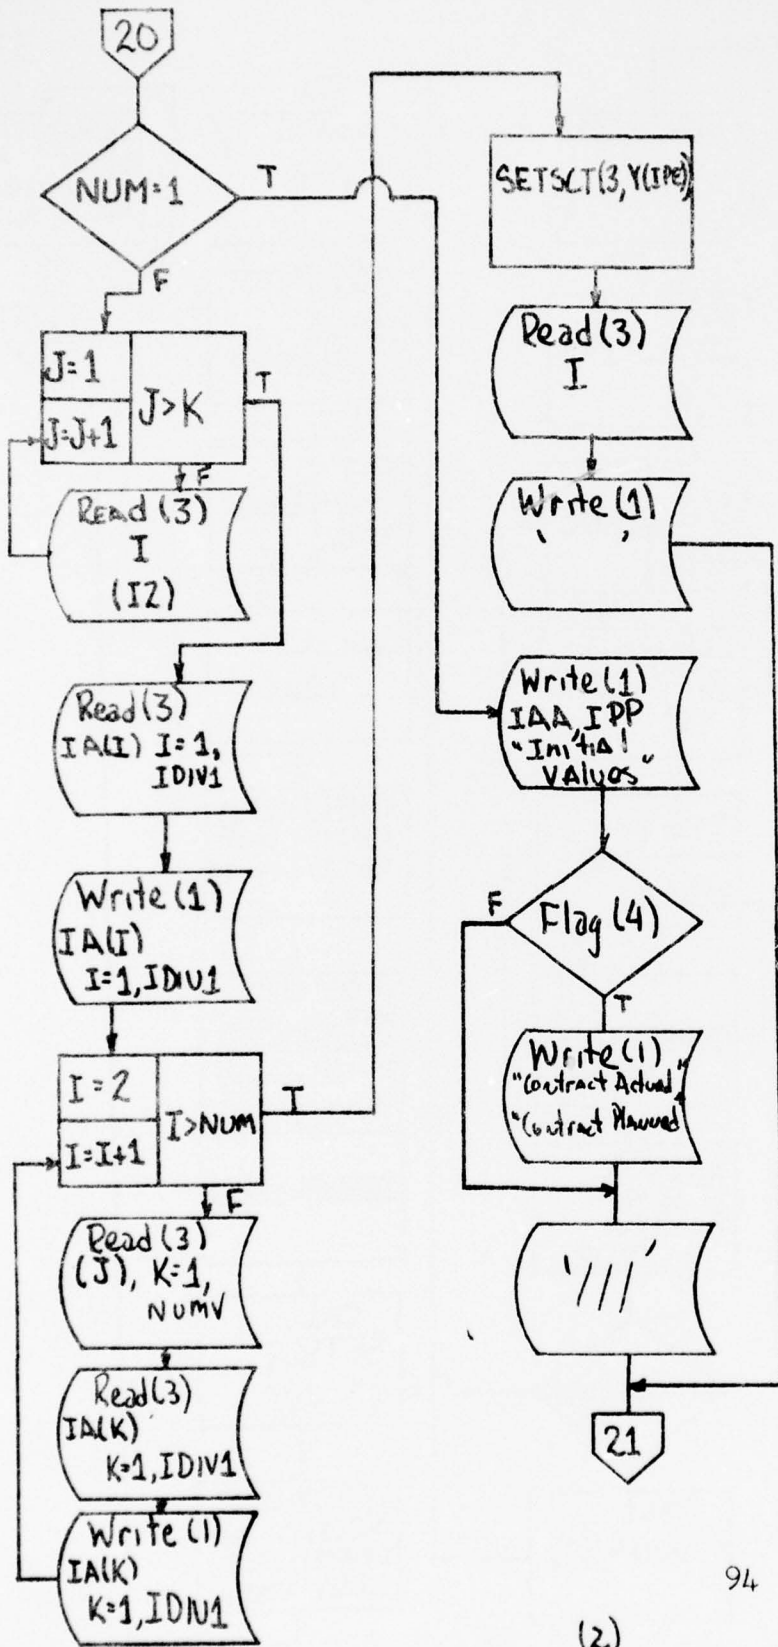 20
NUM=1
T
F
J=1
J=J+1
J>K
T
F
Read (3)
I
(I2)
Read (3)
IA(I) I=1,
IDIV1
Write (1)
IA(I)
I=1, IDIV1
I=2
I=I+1
I>NUM
T
F
Read (3)
(J), K=1,
NUMV
Read (3)
IA(K)
K=1, IDIV1
Write (1)
IA(K)
K=1, IDIV1
SETSCT(3, Y(IPE))
Read (3)
I
Write (1)
' '
Write (1)
IAA, IPP
"Initial
Values"
Flag (4)
F
T
Write (1)
"Contract Actual"
"Contract Planned"
'///'
21
94
(2)